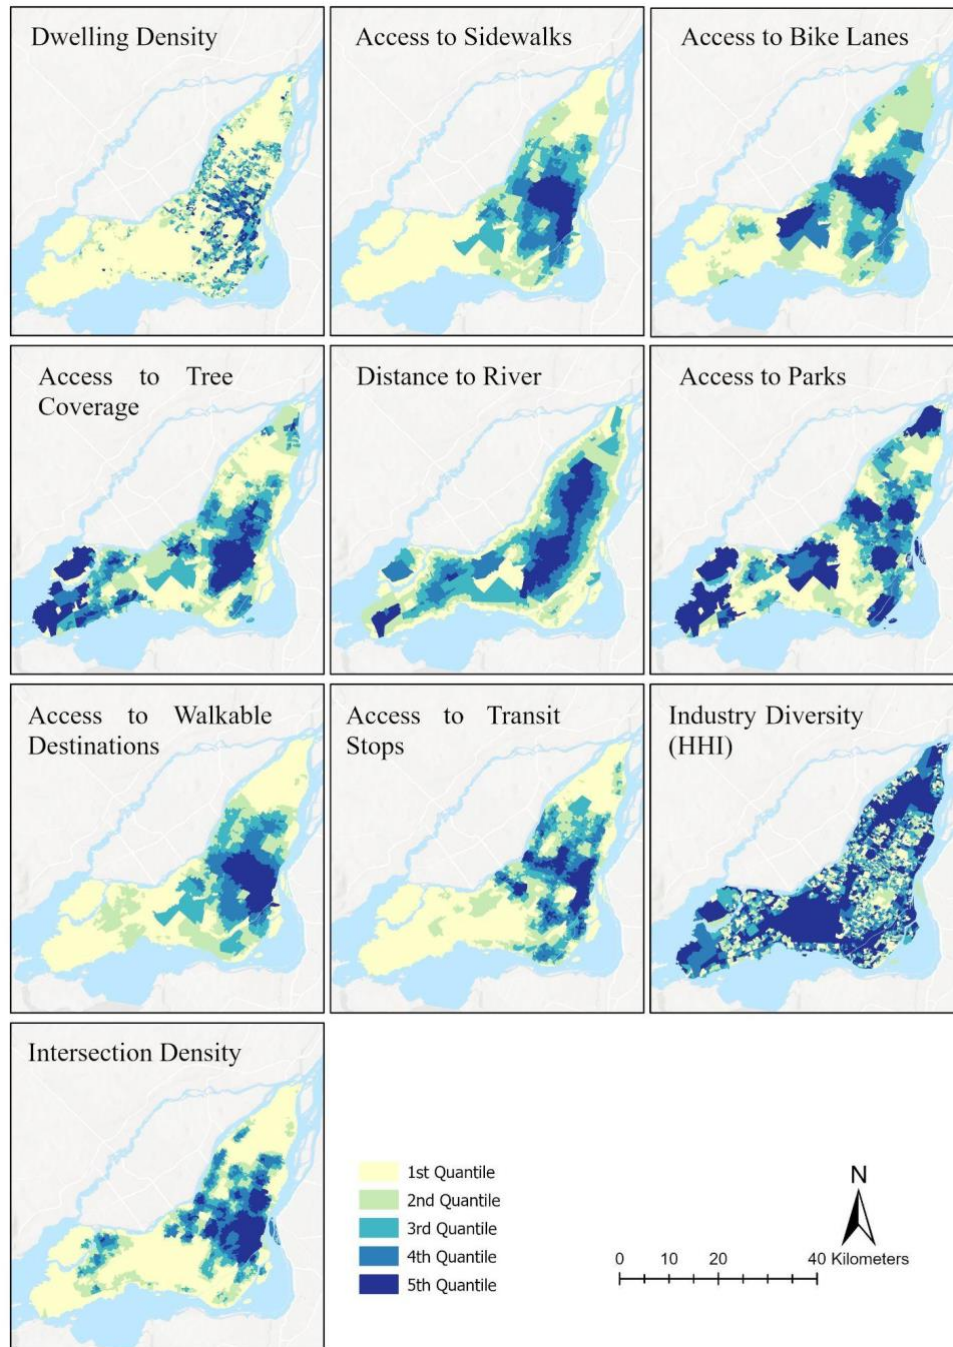 Dwelling Density
Access to Sidewalks
Access to Bike Lanes
Access to Tree
Coverage
Distance to River
Access to Parks
Access to Walkable
Destinations
Access to Transit
Stops
Industry Diversity
(HHI)
Intersection Density
1st Quantile
2nd Quantile
3rd Quantile
4th Quantile
5th Quantile
N
0 10 20 40 Kilometers